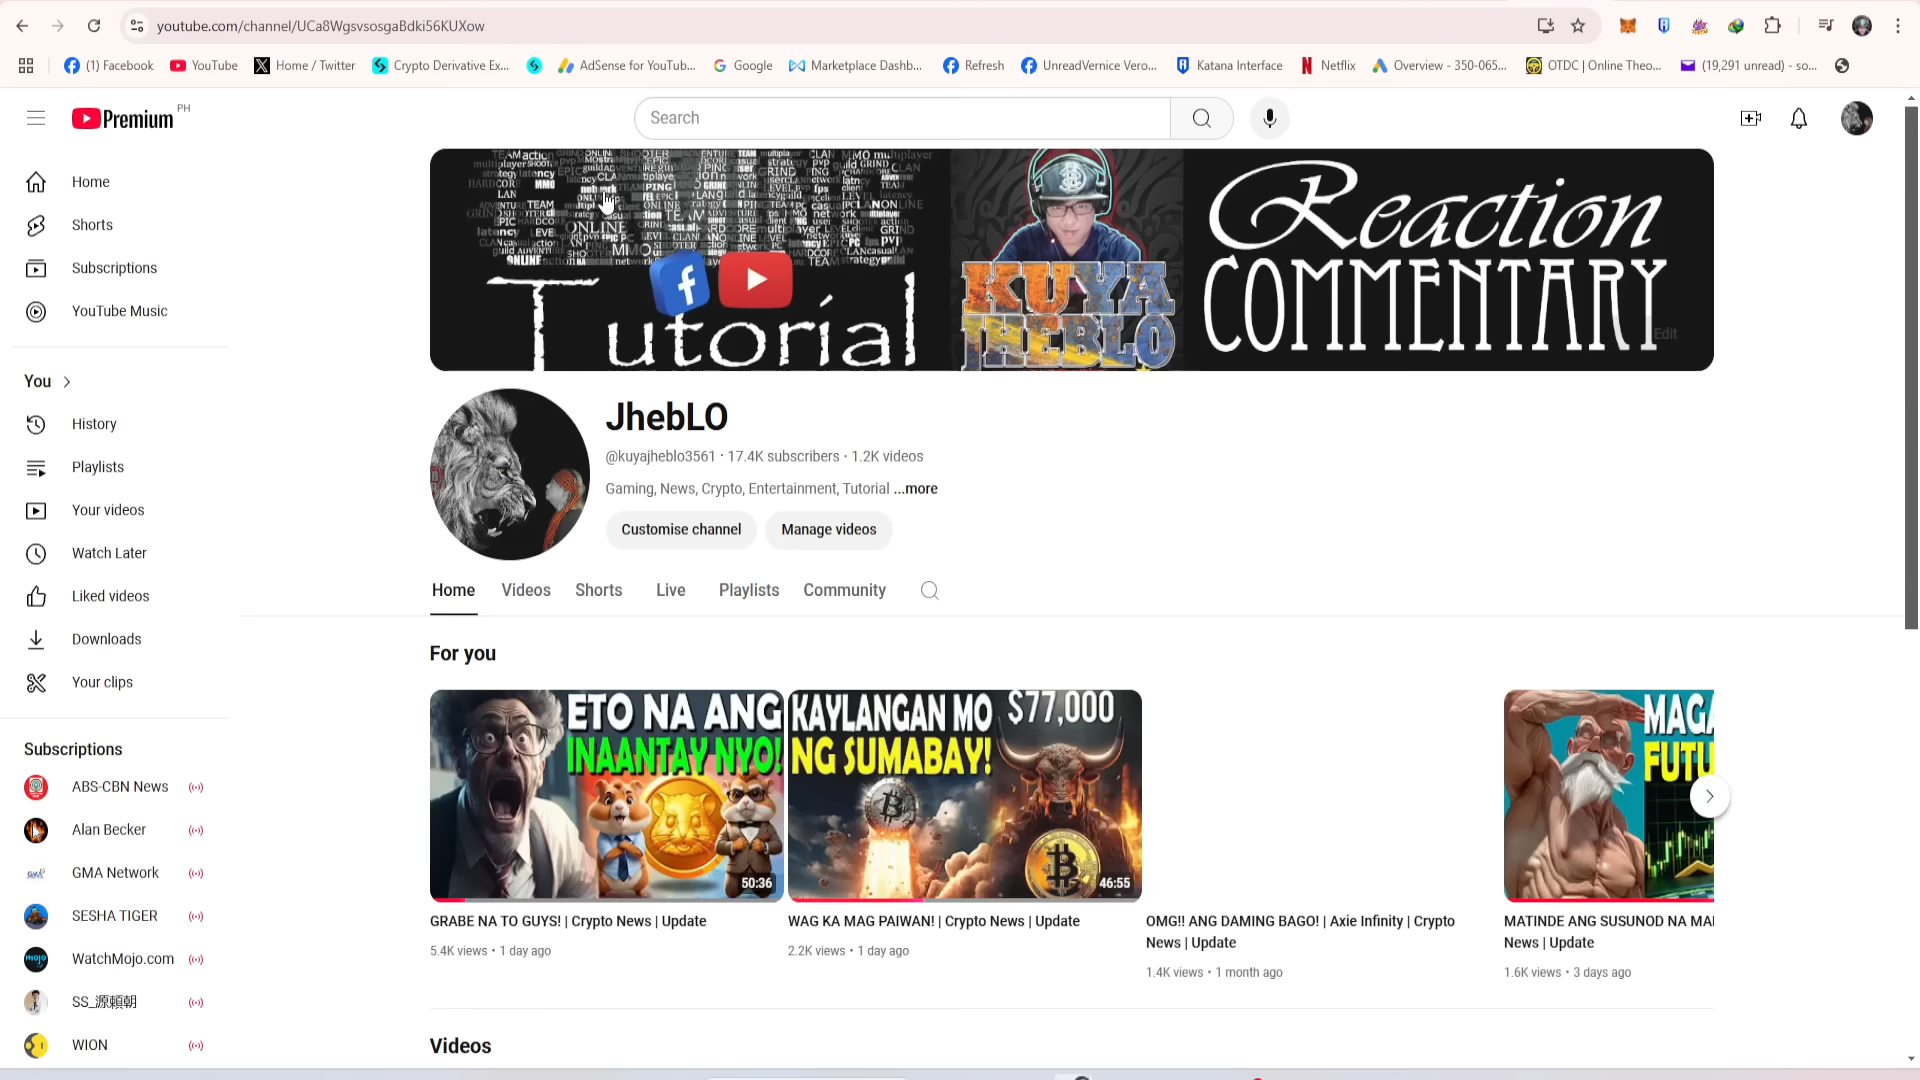 youtube.com/channel/UCa8WgsvsosgaBdki56KUXow
(1) Facebook
YouTube
Home / Twitter
Crypto Derivative Ex...
AdSense for YouTub...
Google
Marketplace Dashb...
Refresh
UnreadVernice Vero...
Katana Interface
Netflix
Overview - 350-065...
OTDC | Online Theo...
(19,291 unread) - so...
Premium PH
Search
Home
Shorts
Subscriptions
YouTube Music
You
History
Playlists
Your videos
Watch Later
Liked videos
Downloads
Your clips
Subscriptions
ABS-CBN News
Alan Becker
GMA Network
SESHA TIGER
WatchMojo.com
SS_源頼朝
WION
Tutorial
KUYA
JHEBLO
Reaction
COMMENTARY
Edit
JhebLO
@kuyajheblo3561 · 17.4K subscribers · 1.2K videos
Gaming, News, Crypto, Entertainment, Tutorial ...more
Customise channel
Manage videos
Home Videos Shorts Live Playlists Community
For you
ETO NA ANG
INAANTAY NYO!
50:36
GRABE NA TO GUYS! | Crypto News | Update
5.4K views · 1 day ago
KAYLANGAN MO $77,000
NG SUMABAY!
46:55
WAG KA MAG PAIWAN! | Crypto News | Update
2.2K views · 1 day ago
OMG!! ANG DAMING BAGO! | Axie Infinity | Crypto
News | Update
1.4K views · 1 month ago
MAGA
FUTU
MATINDE ANG SUSUNOD NA MA
News | Update
1.6K views · 3 days ago
Videos